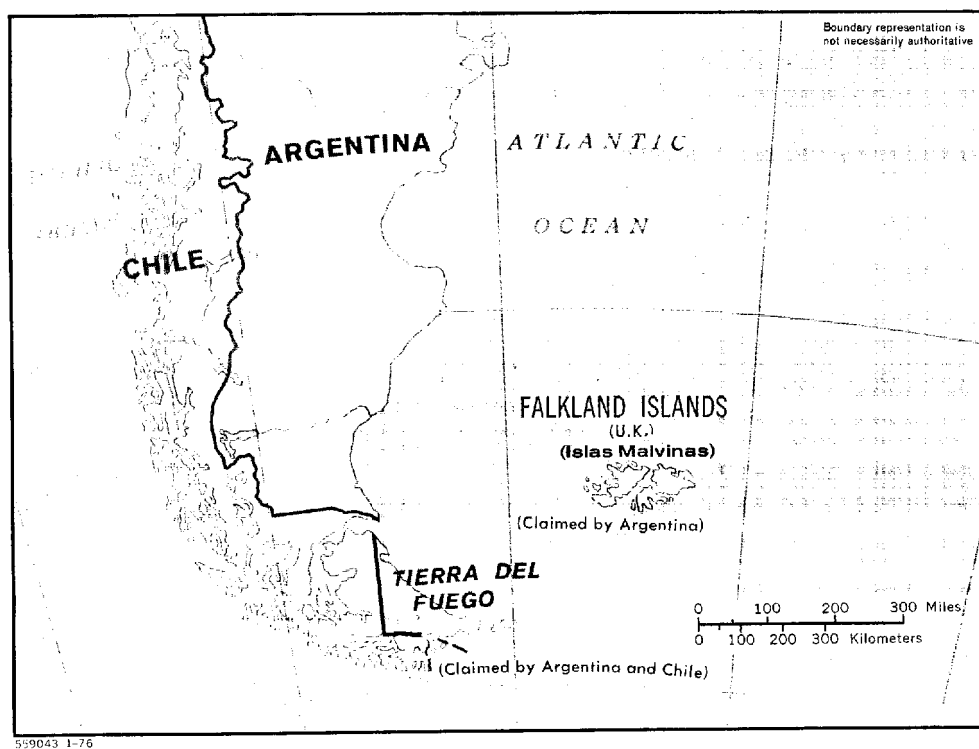 Boundary representation is
not necessarily authoritative
ARGENTINA
ATLANTIC
OCEAN
CHILE
FALKLAND ISLANDS
(U.K.)
(Islas Malvinas)
(Claimed by Argentina)
TIERRA DEL
FUEGO
0 100 200 300 Miles
0 100 200 300 Kilometers
(Claimed by Argentina and Chile)
559043 1-76